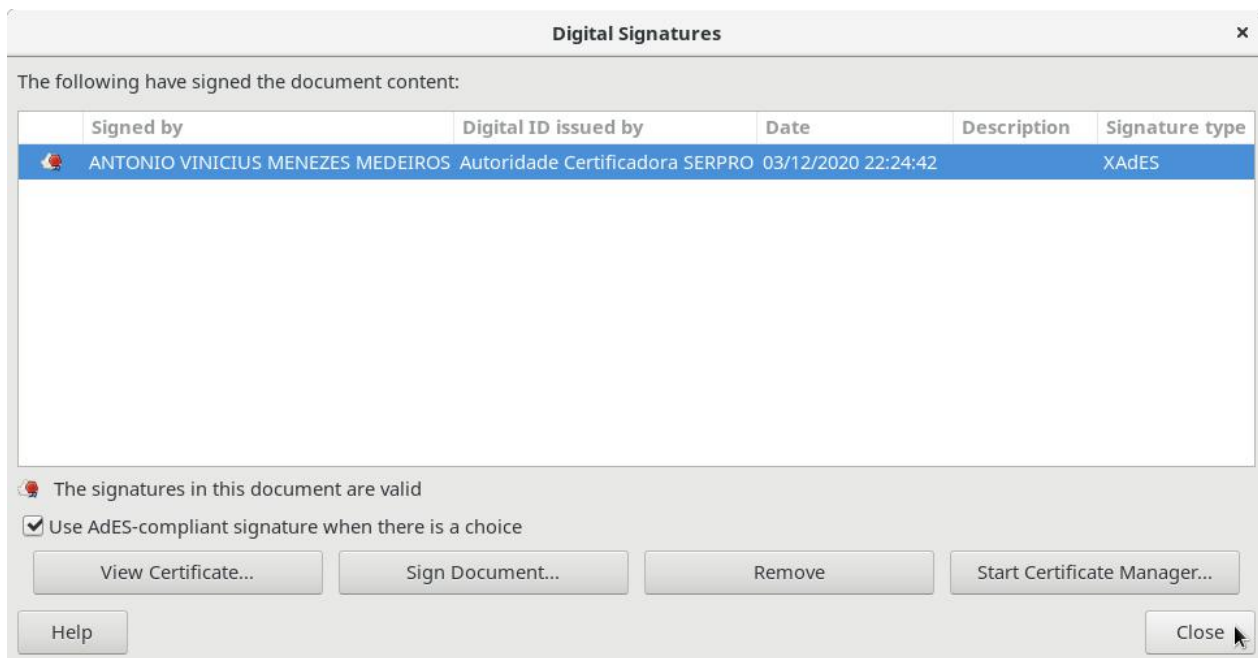 Digital Signatures
The following have signed the document content:
Signed by Digital ID issued by Date Description Signature type
ANTONIO VINICIUS MENEZES MEDEIROS Autoridade Certificadora SERPRO 03/12/2020 22:24:42 XAdES
The signatures in this document are valid
Use AdES-compliant signature when there is a choice
View Certificate... Sign Document... Remove Start Certificate Manager...
Help Close